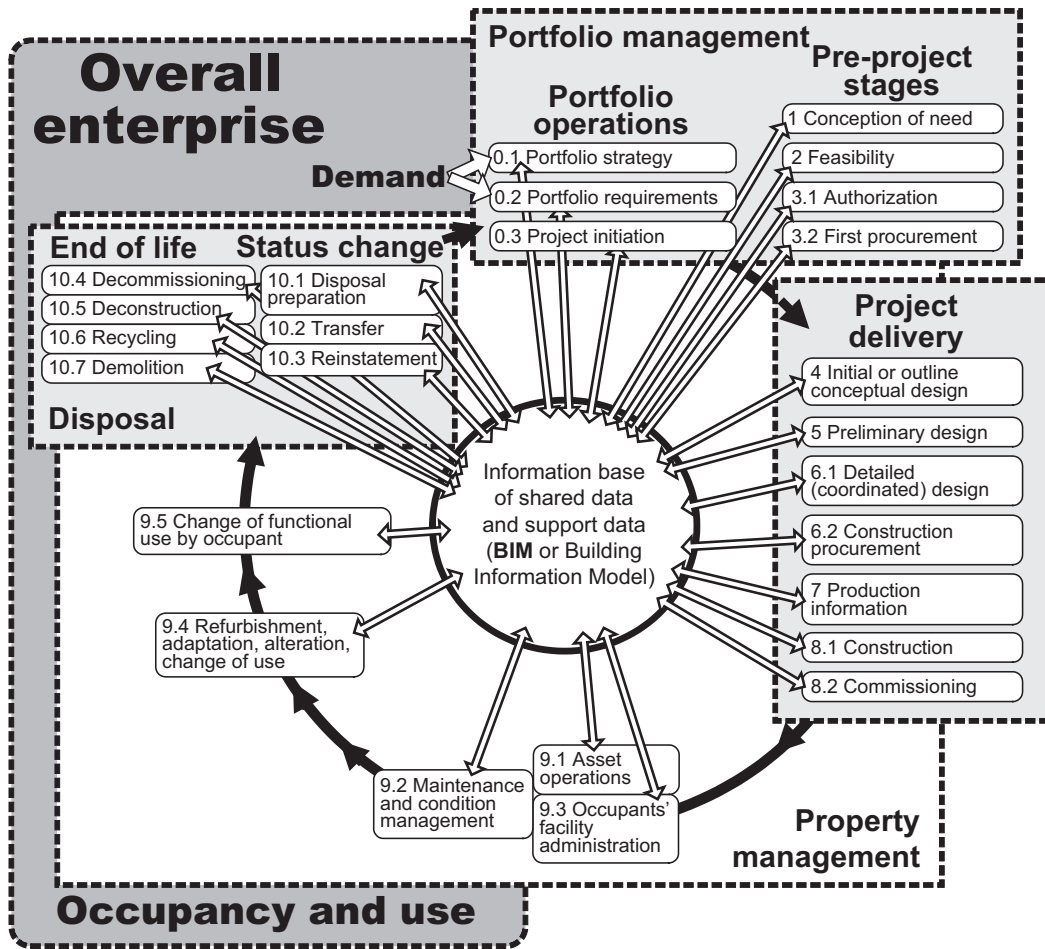 Overall
enterprise
Portfolio management
Portfolio
operations
Pre-project
stages
Demand
0.1 Portfolio strategy
0.2 Portfolio requirements
0.3 Project initiation
1 Conception of need
2 Feasibility
3.1 Authorization
3.2 First procurement
End of life
10.4 Decommissioning
10.5 Deconstruction
10.6 Recycling
10.7 Demolition
Status change
10.1 Disposal
preparation
10.2 Transfer
10.3 Reinstatement
Disposal
Project
delivery
4 Initial or outline
conceptual design
5 Preliminary design
6.1 Detailed
(coordinated) design
6.2 Construction
procurement
7 Production
information
8.1 Construction
8.2 Commissioning
Information base
of shared data
and support data
(BIM or Building
Information Model)
9.5 Change of functional
use by occupant
9.4 Refurbishment,
adaptation, alteration,
change of use
9.2 Maintenance
and condition
management
9.1 Asset
operations
9.3 Occupants’
facility
administration
Property
management
Occupancy and use